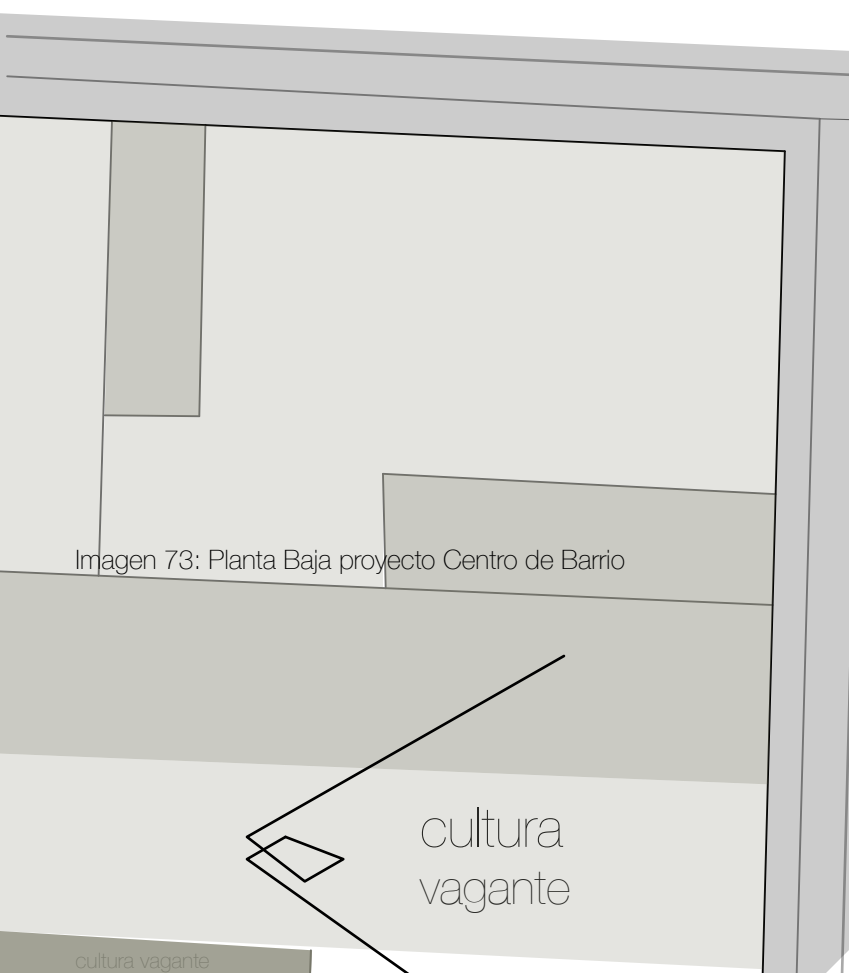 Imagen 73: Planta Baja proyecto Centro de Barrio
cultura
vagante
cultura vagante